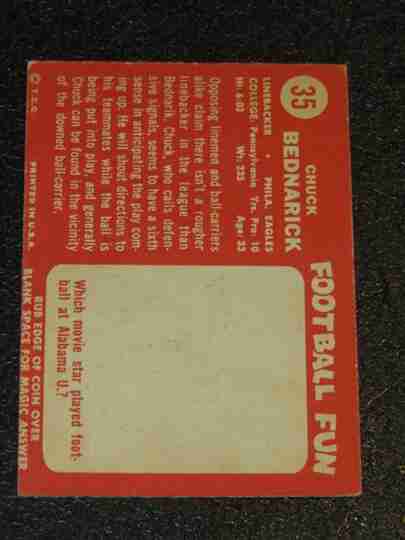 35
CHUCK
BEDNARICK
LINEBACKER • PHILA. EAGLES
COLLEGE: Pennsylvania Yrs. Pro: 10
Ht: 6-03 Wt: 235 Age: 33
Opposing linemen and ball-carriers
alike claim there isn't a rougher
linebacker in the league than
Bednarik. Chuck, who calls defen-
sive signals, seems to have a sixth
sense in anticipating the play com-
ing up. He will shout directions to
his teammates while the ball is
being put into play, and generally
Chuck can be found in the vicinity
of the downed ball-carrier.
© T.C.G. PRINTED IN U.S.A.
FOOTBALL FUN
Which movie star played foot-
ball at Alabama U.?
RUB EDGE OF COIN OVER
BLANK SPACE FOR MAGIC ANSWER